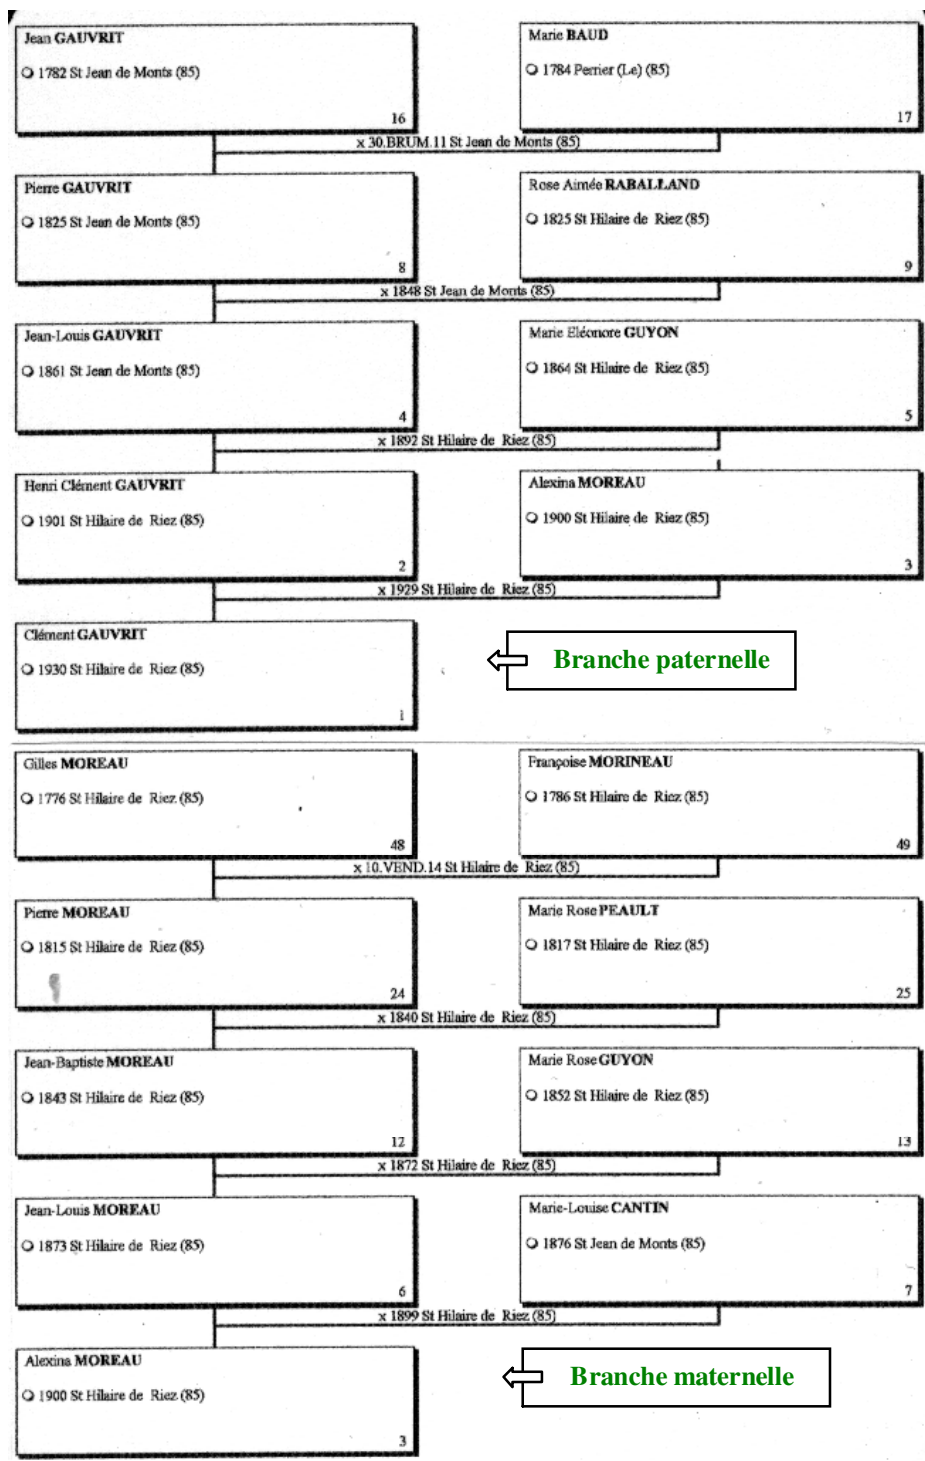 Jean GAUVRIT
O 1782 St Jean de Monts (85)
16
Marie BAUD
O 1784 Perrier (Le) (85)
17
x 30.BRUM.11 St Jean de Monts (85)
Pierre GAUVRIT
O 1825 St Jean de Monts (85)
8
Rose Aimée RABALLAND
O 1825 St Hilaire de Riez (85)
9
x 1848 St Jean de Monts (85)
Jean-Louis GAUVRIT
O 1861 St Jean de Monts (85)
4
Marie Eléonore GUYON
O 1864 St Hilaire de Riez (85)
5
x 1892 St Hilaire de Riez (85)
Henri Clément GAUVRIT
O 1901 St Hilaire de Riez (85)
2
Alexina MOREAU
O 1900 St Hilaire de Riez (85)
3
x 1929 St Hilaire de Riez (85)
Clément GAUVRIT
O 1930 St Hilaire de Riez (85)
1
Branche paternelle
Gilles MOREAU
O 1776 St Hilaire de Riez (85)
48
Françoise MORINEAU
O 1786 St Hilaire de Riez (85)
49
x 10.VEND.14 St Hilaire de Riez (85)
Pierre MOREAU
O 1815 St Hilaire de Riez (85)
24
Marie Rose PEAULT
O 1817 St Hilaire de Riez (85)
25
x 1840 St Hilaire de Riez (85)
Jean-Baptiste MOREAU
O 1843 St Hilaire de Riez (85)
12
Marie Rose GUYON
O 1852 St Hilaire de Riez (85)
13
x 1872 St Hilaire de Riez (85)
Jean-Louis MOREAU
O 1873 St Hilaire de Riez (85)
6
Marie-Louise CANTIN
O 1876 St Jean de Monts (85)
7
x 1899 St Hilaire de Riez (85)
Alexina MOREAU
O 1900 St Hilaire de Riez (85)
3
Branche maternelle